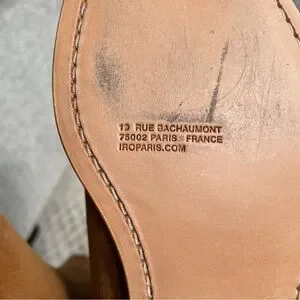 13 RUE BACHAUMONT
75002 PARIS FRANCE
IROPARIS.COM